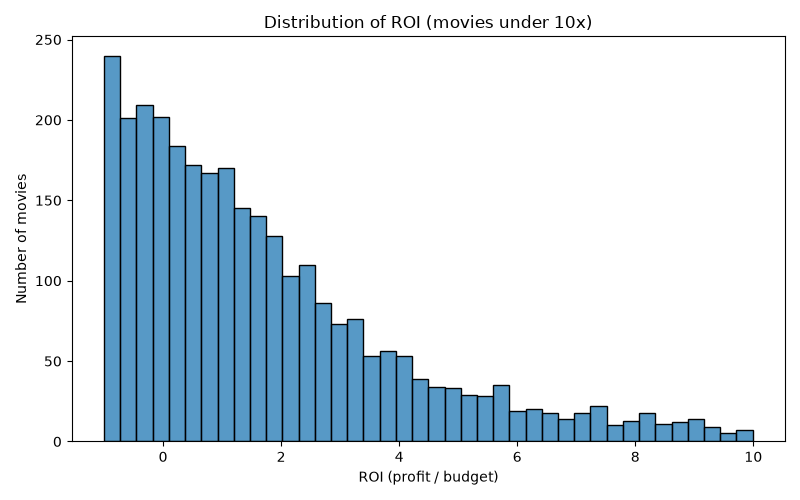 Distribution of ROI (movies under 10x)
250
200
150
100
50
0
Number of movies
0 2 4 6 8 10
ROI (profit / budget)